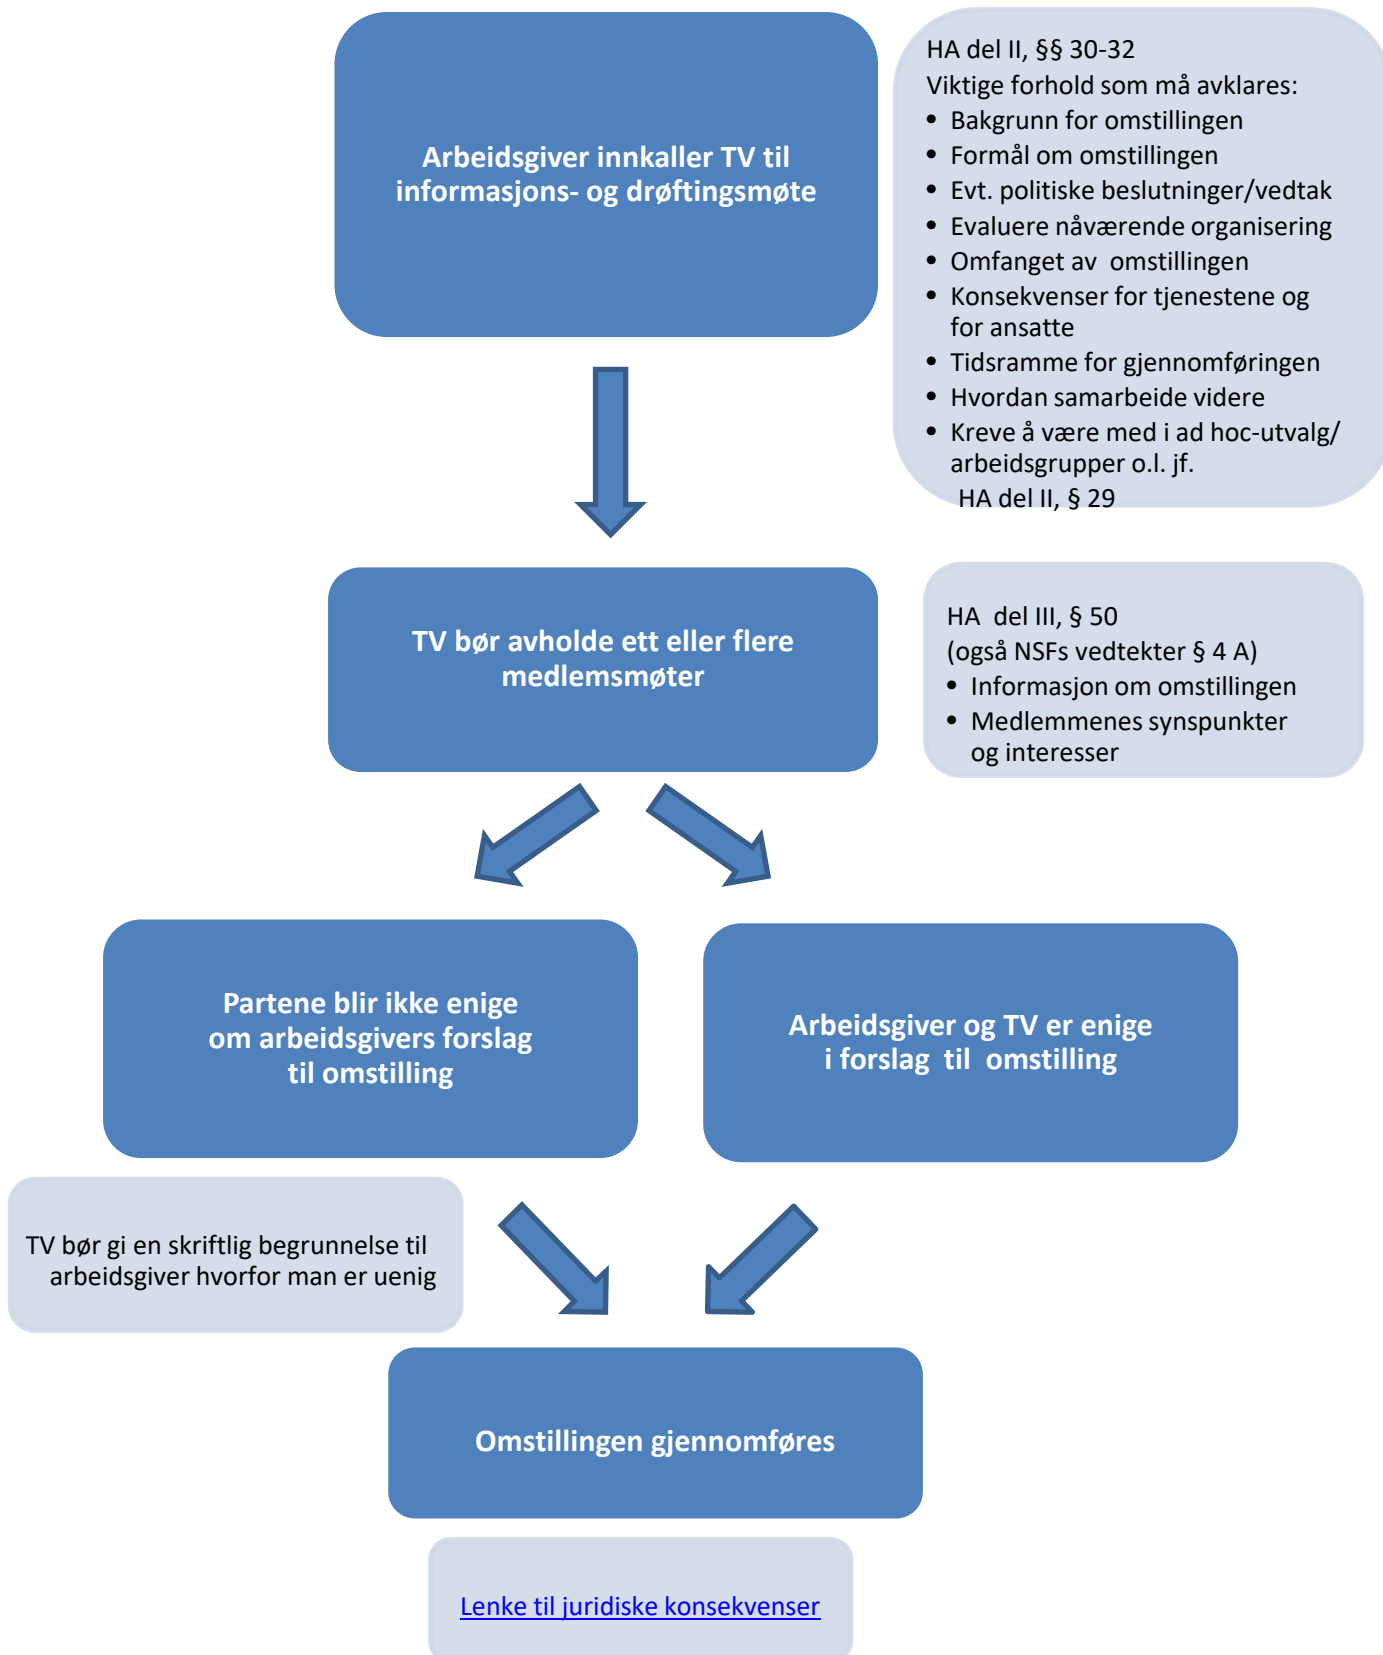 Arbeidsgiver innkaller TV til
informasjons- og drøftingsmøte
HA del II, §§ 30-32
Viktige forhold som må avklares:
• Bakgrunn for omstillingen
• Formål om omstillingen
• Evt. politiske beslutninger/vedtak
• Evaluere nåværende organisering
• Omfanget av omstillingen
• Konsekvenser for tjenestene og
for ansatte
• Tidsramme for gjennomføringen
• Hvordan samarbeide videre
• Kreve å være med i ad hoc-utvalg/
arbeidsgrupper o.l. jf.
HA del II, § 29
TV bør avholde ett eller flere
medlemsmøter
HA del III, § 50
(også NSFs vedtekter § 4 A)
• Informasjon om omstillingen
• Medlemmenes synspunkter
og interesser
Partene blir ikke enige
om arbeidsgivers forslag
til omstilling
Arbeidsgiver og TV er enige
i forslag til omstilling
TV bør gi en skriftlig begrunnelse til
arbeidsgiver hvorfor man er uenig
Omstillingen gjennomføres
Lenke til juridiske konsekvenser